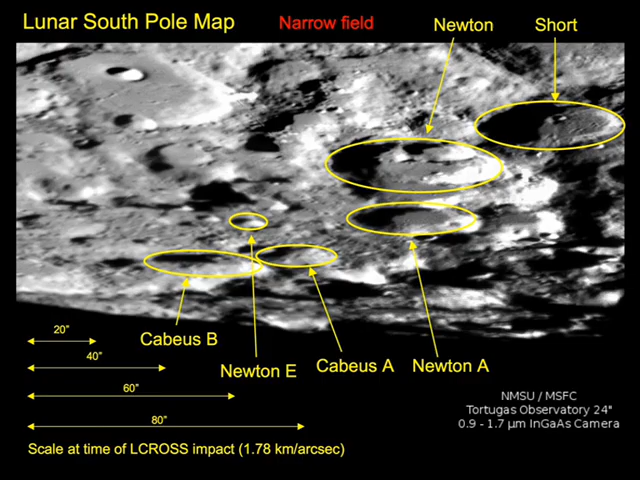 Lunar South Pole Map
Narrow field
Newton
Short
20"
40"
60"
80"
Cabeus B
Newton E
Cabeus A
Newton A
NMSU / MSFC
Tortugas Observatory 24"
0.9 - 1.7 µm InGaAs Camera
Scale at time of LCROSS impact (1.78 km/arcsec)